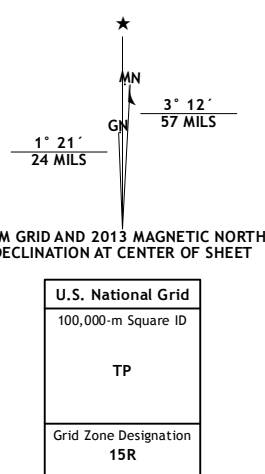 ★
MN
GN
3° 12´
57 MILS
1° 21´
24 MILS
M GRID AND 2013 MAGNETIC NORTH
DECLINATION AT CENTER OF SHEET
U.S. National Grid
100,000-m Square ID
TP
Grid Zone Designation
15R